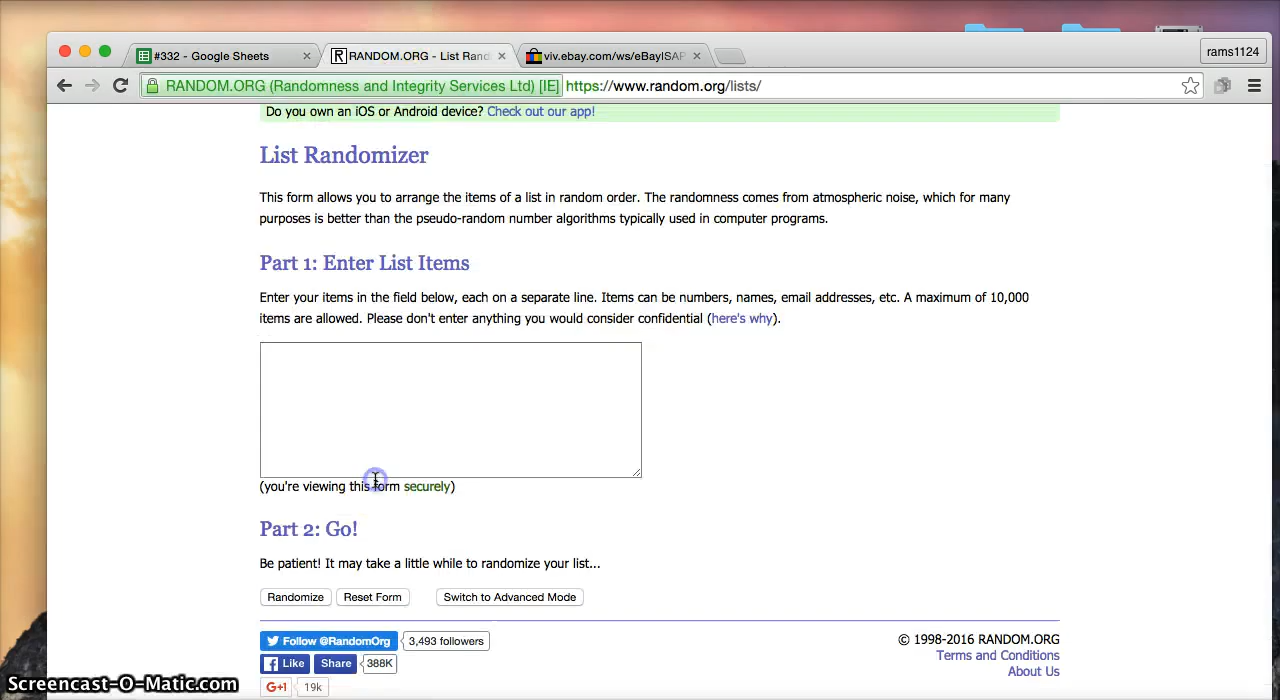 #332 - Google Sheets
RANDOM.ORG - List Rand
viv.ebay.com/ws/eBayISAP
rams1124
RANDOM.ORG (Randomness and Integrity Services Ltd) [IE] https://www.random.org/lists/
Do you own an iOS or Android device? Check out our app!
List Randomizer
This form allows you to arrange the items of a list in random order. The randomness comes from atmospheric noise, which for many
purposes is better than the pseudo-random number algorithms typically used in computer programs.
Part 1: Enter List Items
Enter your items in the field below, each on a separate line. Items can be numbers, names, email addresses, etc. A maximum of 10,000
items are allowed. Please don't enter anything you would consider confidential (here's why).
(you're viewing this form securely)
Part 2: Go!
Be patient! It may take a little while to randomize your list...
Randomize Reset Form Switch to Advanced Mode
Follow @RandomOrg 3,493 followers
Like Share 388K
G+1 19k
© 1998-2016 RANDOM.ORG
Terms and Conditions
About Us
Screencast-O-Matic.com